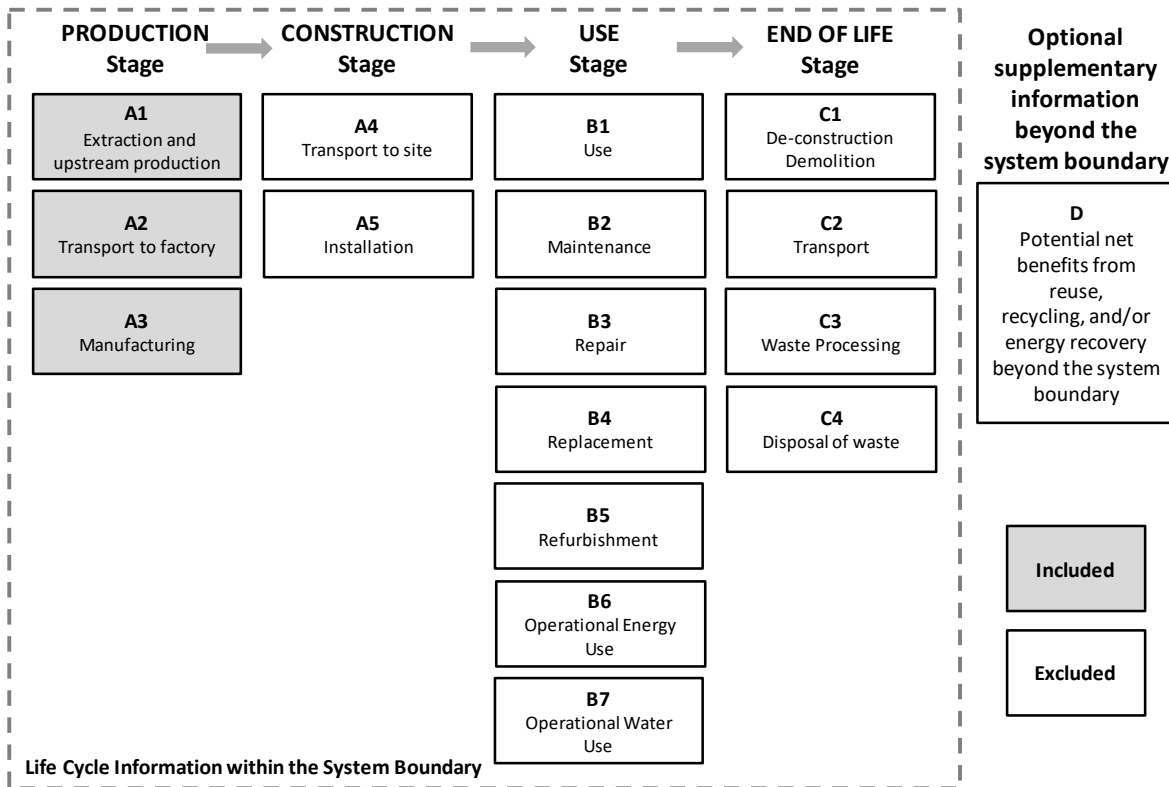 PRODUCTION
Stage
CONSTRUCTION
Stage
USE
Stage
END OF LIFE
Stage
A1
Extraction and
upstream production
A2
Transport to factory
A3
Manufacturing
A4
Transport to site
A5
Installation
B1
Use
B2
Maintenance
B3
Repair
B4
Replacement
B5
Refurbishment
B6
Operational Energy
Use
B7
Operational Water
Use
C1
De-construction
Demolition
C2
Transport
C3
Waste Processing
C4
Disposal of waste
Life Cycle Information within the System Boundary
Optional
supplementary
information
beyond the
system boundary
D
Potential net
benefits from
reuse,
recycling, and/or
energy recovery
beyond the system
boundary
Included
Excluded